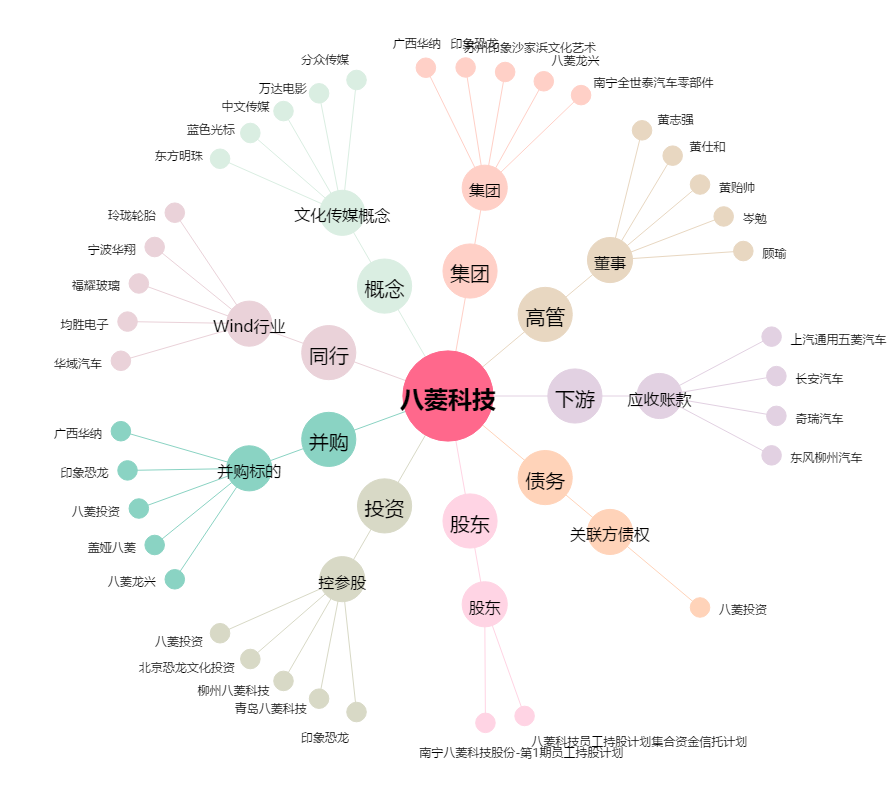 广西华纳
印象恐龙
苏州印象沙家浜文化艺术
八菱龙兴
南宁全世泰汽车零部件
分众传媒
万达电影
中文传媒
蓝色光标
东方明珠
黄志强
黄仕和
黄贻帅
岑勉
顾瑜
集团
文化传媒概念
玲珑轮胎
宁波华翔
福耀玻璃
均胜电子
华域汽车
集团
董事
概念
高管
Wind行业
同行
上汽通用五菱汽车
长安汽车
奇瑞汽车
东风柳州汽车
八菱科技
下游
应收账款
广西华纳
印象恐龙
八菱投资
盖娅八菱
八菱龙兴
并购
并购标的
债务
投资
股东
关联方债权
控参股
股东
八菱投资
八菱投资
北京恐龙文化投资
柳州八菱科技
青岛八菱科技
印象恐龙
八菱科技员工持股计划集合资金信托计划
南宁八菱科技股份-第1期员工持股计划